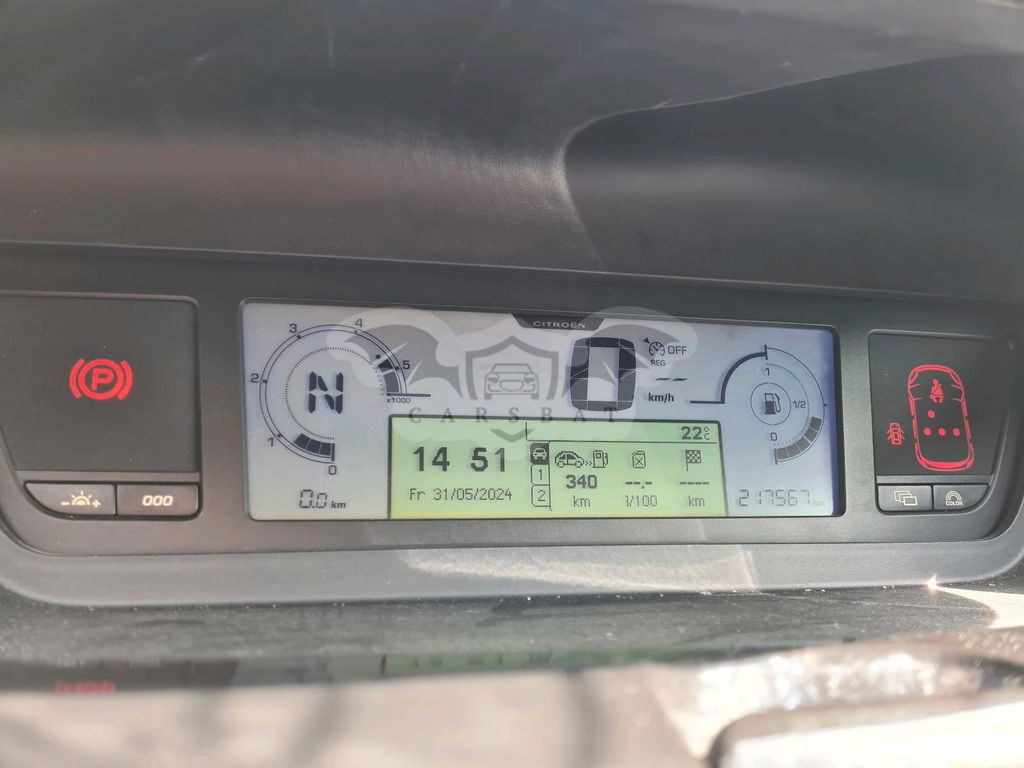 CITROEN
4
3
5
2
x1000
1
0
N
0
REG
OFF
-- 
km/h
1
1/2
0
P
CARSBAT
22°C
14 51
1
340
--.-
----
Fr 31/05/2024
2
km
1/100
km
0.0 km
217567 km
- +
000
COLOR